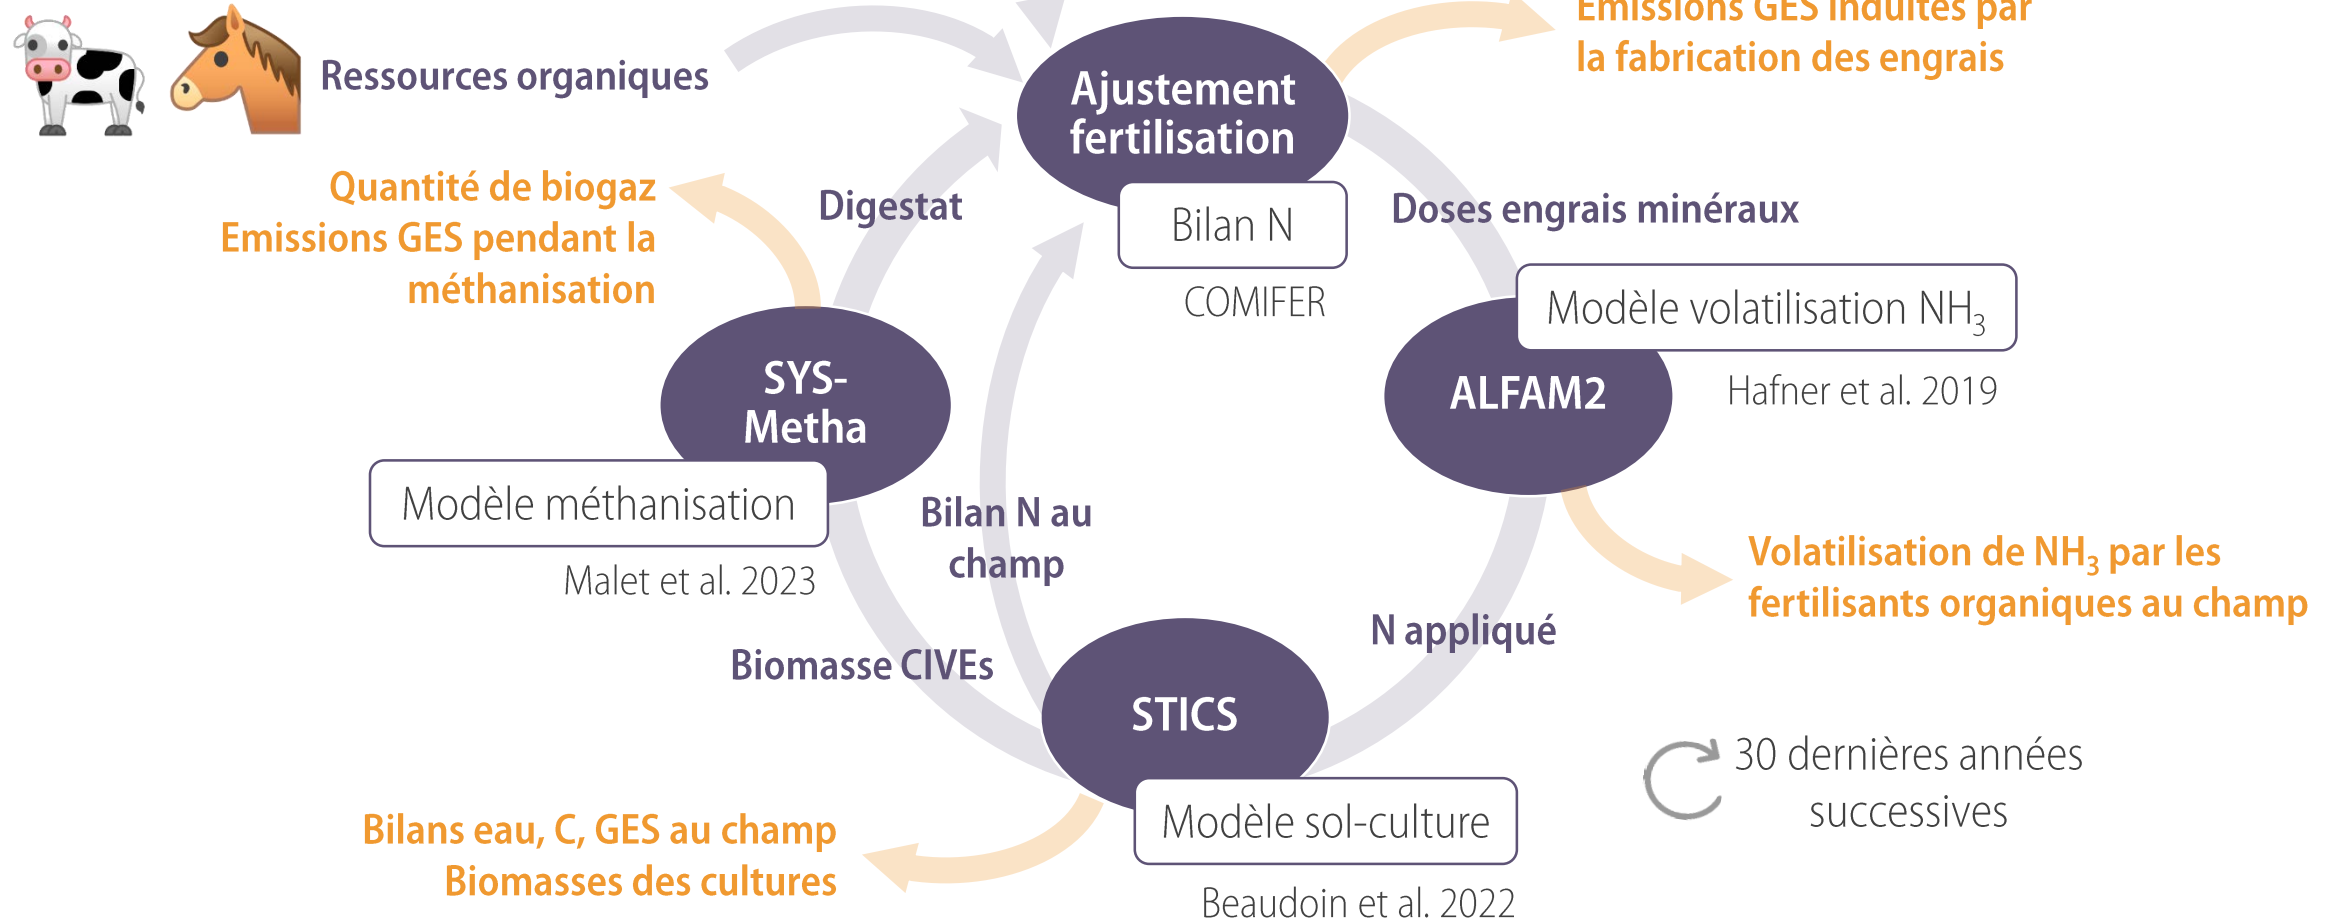 Emissions GES induites par
la fabrication des engrais
Ressources organiques
Ajustement
fertilisation
Bilan N
COMIFER
Quantité de biogaz
Emissions GES pendant la
méthanisation
Digestat
Doses engrais minéraux
Modèle volatilisation NH₃
ALFAM2
Hafner et al. 2019
SYS-
Metha
Modèle méthanisation
Malet et al. 2023
Bilan N au
champ
Volatilisation de NH₃ par les
fertilisants organiques au champ
N appliqué
Biomasse CIVEs
STICS
Modèle sol-culture
Beaudoin et al. 2022
30 dernières années
successives
Bilans eau, C, GES au champ
Biomasses des cultures